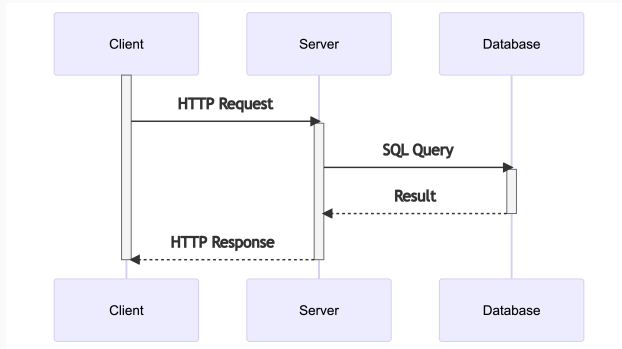 Client
Server
Database
HTTP Request
SQL Query
Result
HTTP Response
Client
Server
Database